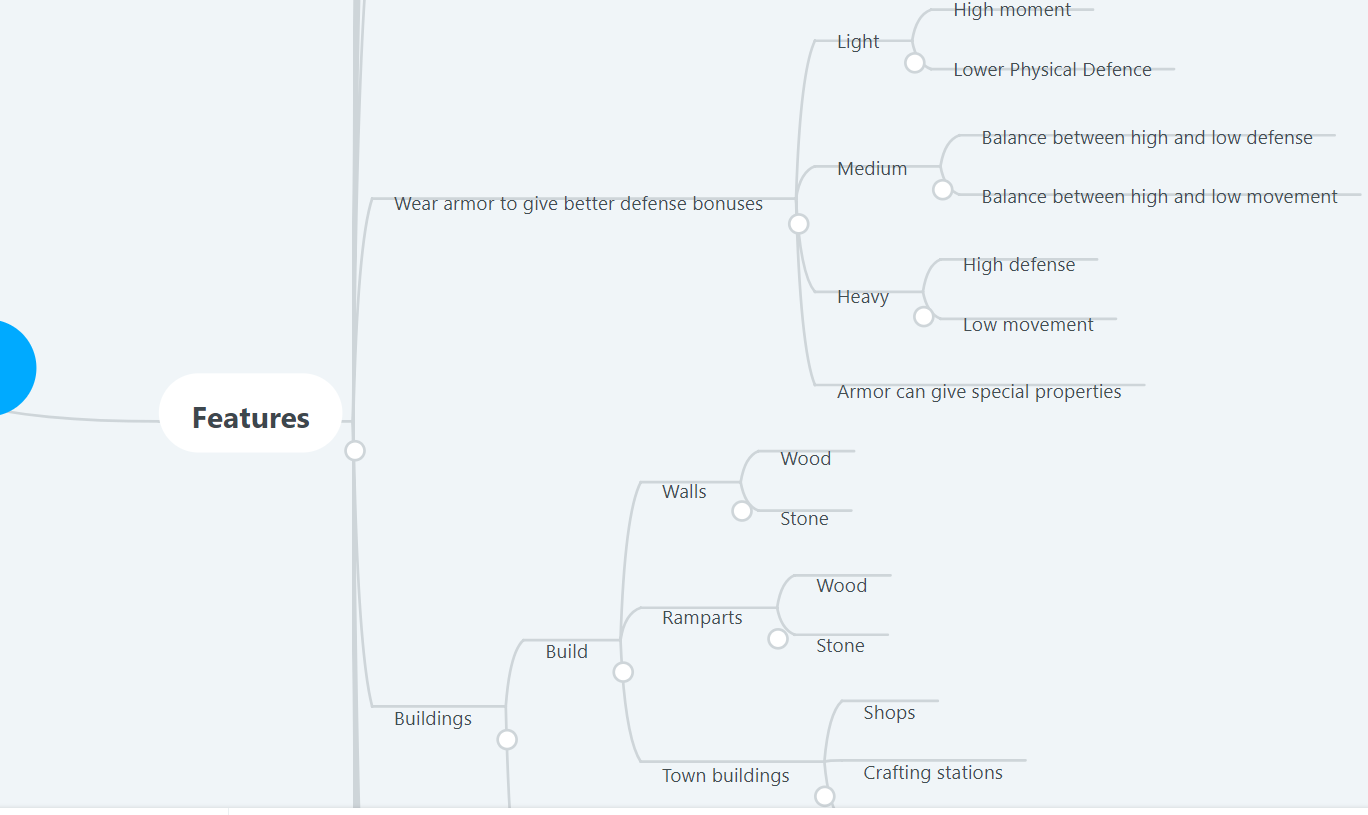 High moment
Light
Lower Physical Defence
Balance between high and low defense
Medium
Balance between high and low movement
Wear armor to give better defense bonuses
High defense
Heavy
Low movement
Armor can give special properties
Features
Wood
Walls
Stone
Wood
Ramparts
Stone
Build
Shops
Buildings
Crafting stations
Town buildings